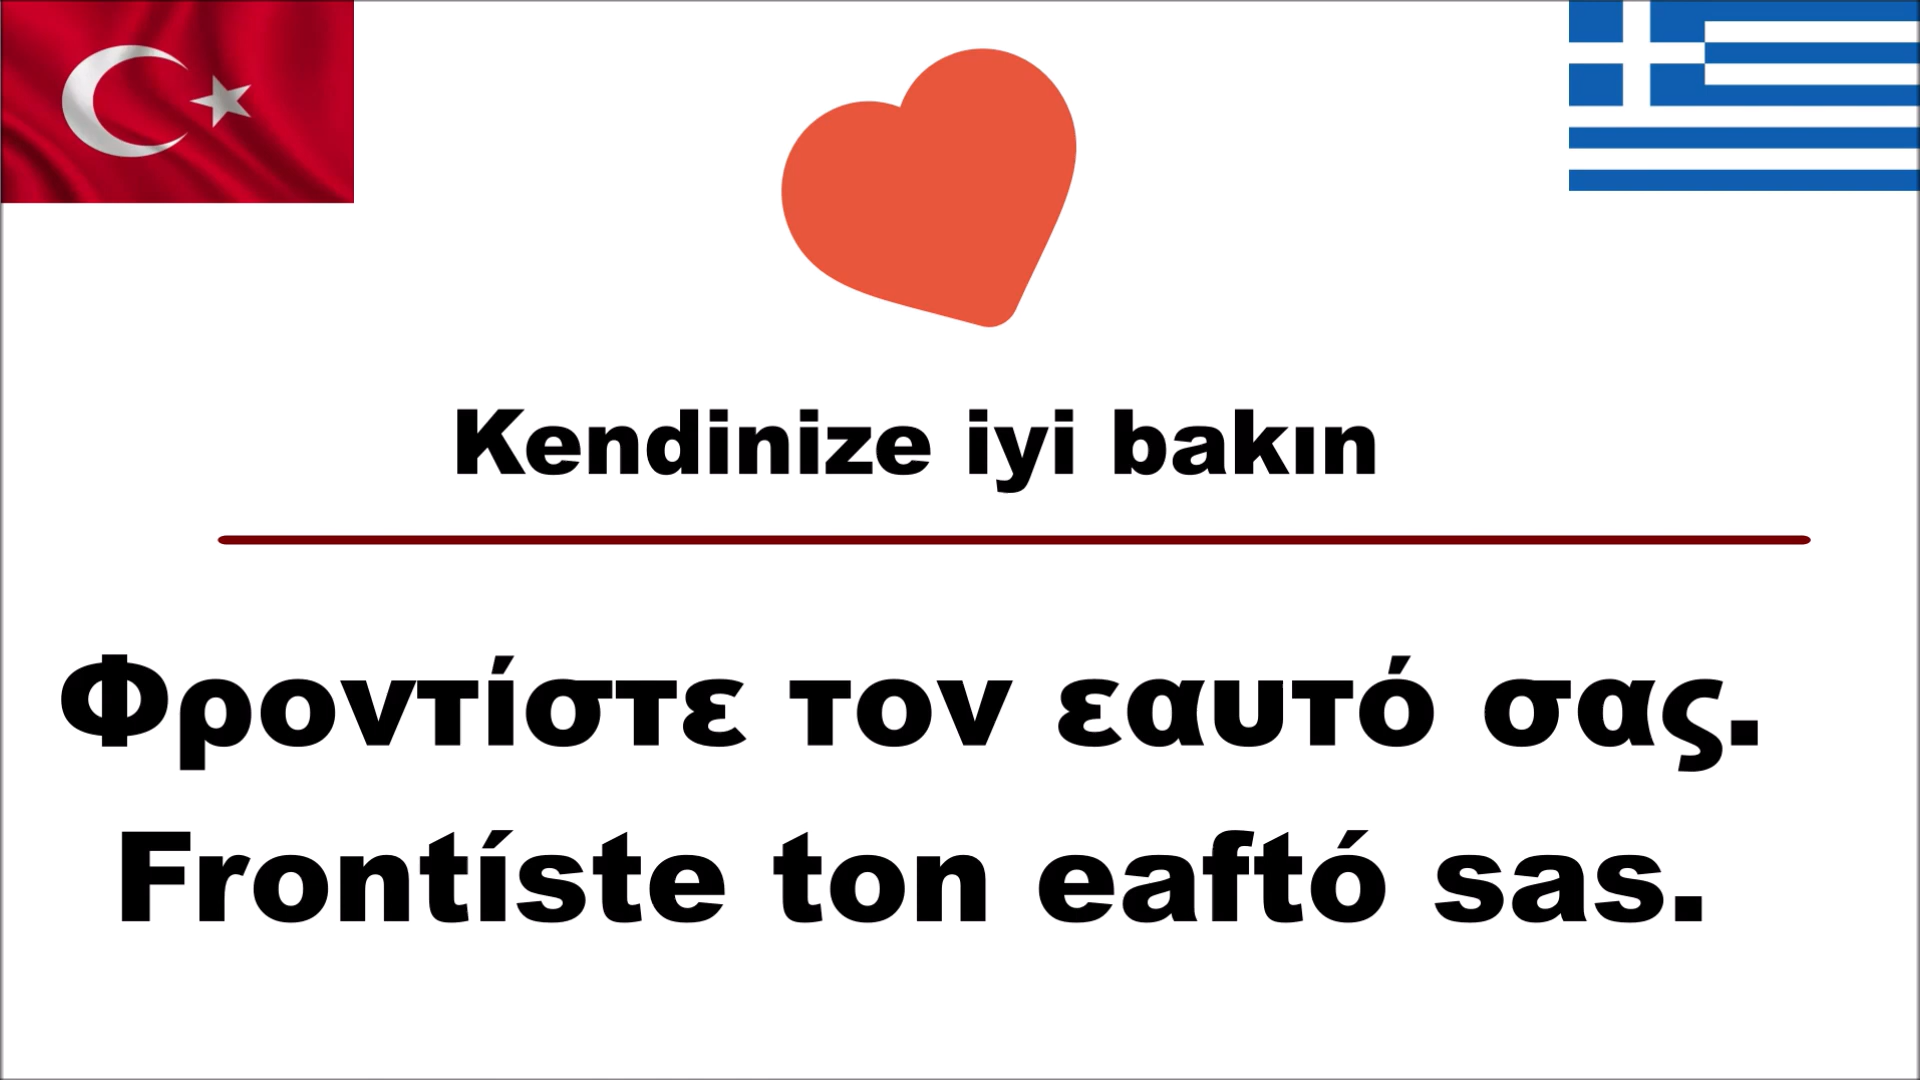 Kendinize iyi bakın
Φροντίστε τον εαυτό σας.
Frontíste ton eaftó sas.